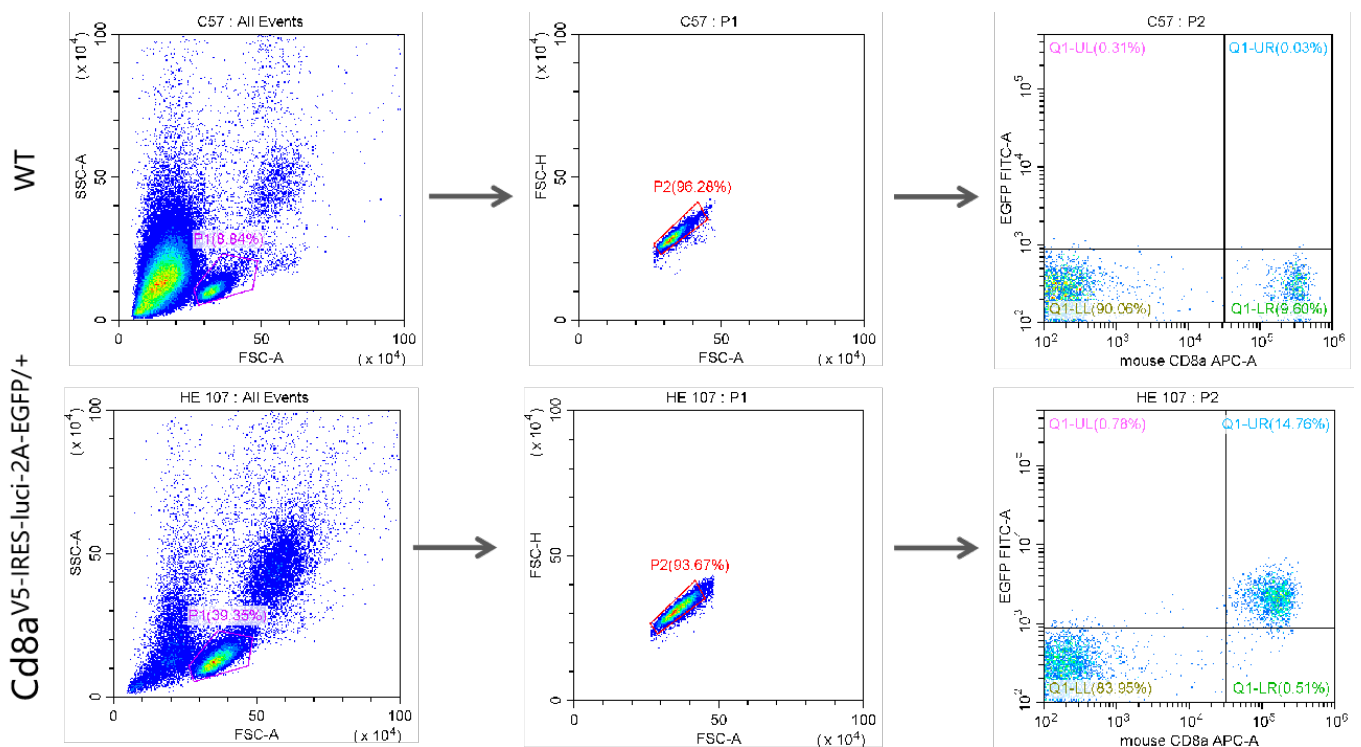 WT
C57 : All Events
(x 10⁴)
100
50
0
SSC-A
P1(8.84%)
0
50
100
FSC-A
(x 10⁴)
C57 : P1
(x 10⁴)
100
50
0
FSC-H
P2(96.28%)
0
50
100
FSC-A
(x 10⁴)
C57 : P2
Q1-UL(0.31%)
Q1-UR(0.03%)
EGFP FITC-A
10⁵
10⁴
10³
10²
Q1-LL(90.06%)
Q1-LR(9.60%)
10²
10³
10⁴
10⁵
10⁶
mouse CD8a APC-A
Cd8aV5-IRES-luci-2A-EGFP/+
HE 107 : All Events
(x 10⁴)
100
50
0
SSC-A
P1(39.35%)
0
50
100
FSC-A
(x 10⁴)
HE 107 : P1
(x 10⁴)
100
50
0
FSC-H
P2(93.67%)
0
50
100
FSC-A
(x 10⁴)
HE 107 : P2
Q1-UL(0.78%)
Q1-UR(14.76%)
EGFP FITC-A
10³
10²
Q1-LL(83.95%)
Q1-LR(0.51%)
10²
10³
10⁴
10⁵
10⁶
mouse CD8a APC-A